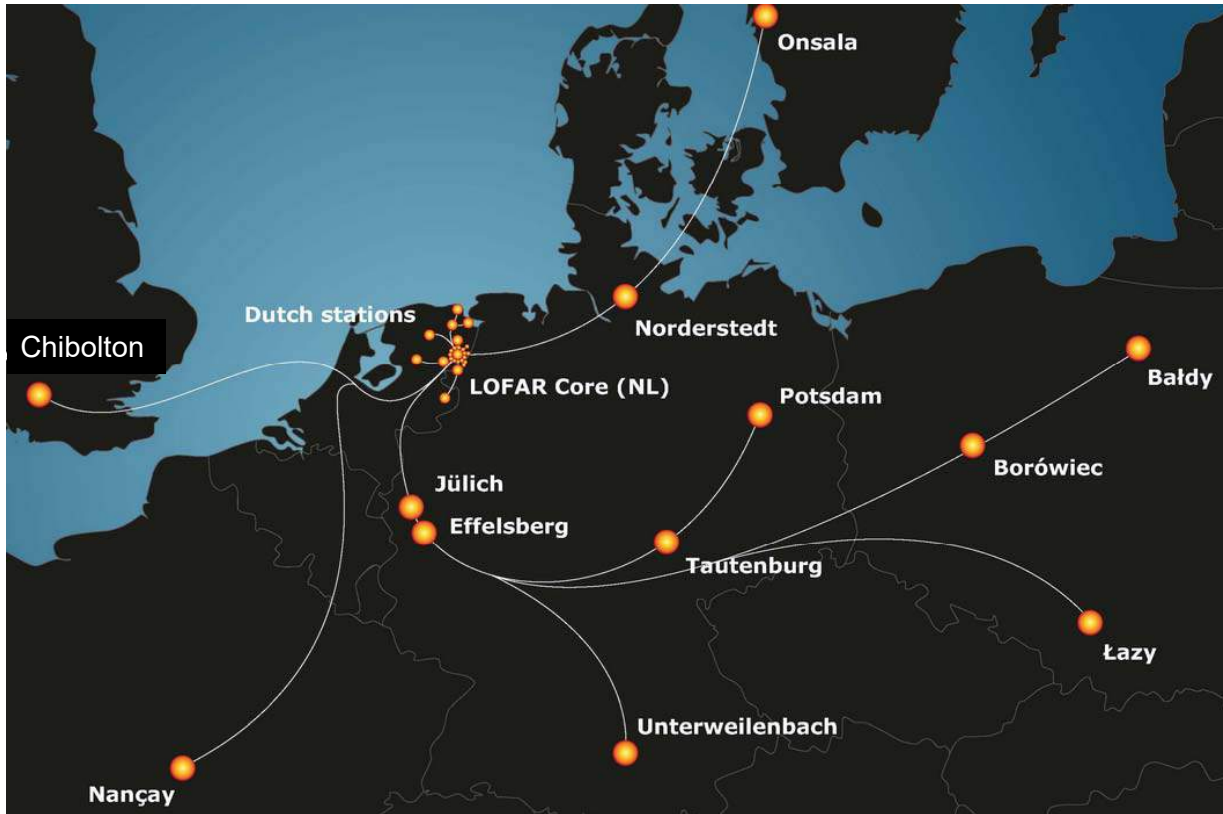 Onsala
Dutch stations
Norderstedt
Chibolton
LOFAR Core (NL)
Bałdy
Potsdam
Borówiec
Jülich
Effelsberg
Tautenburg
Łazy
Unterweilenbach
Nançay